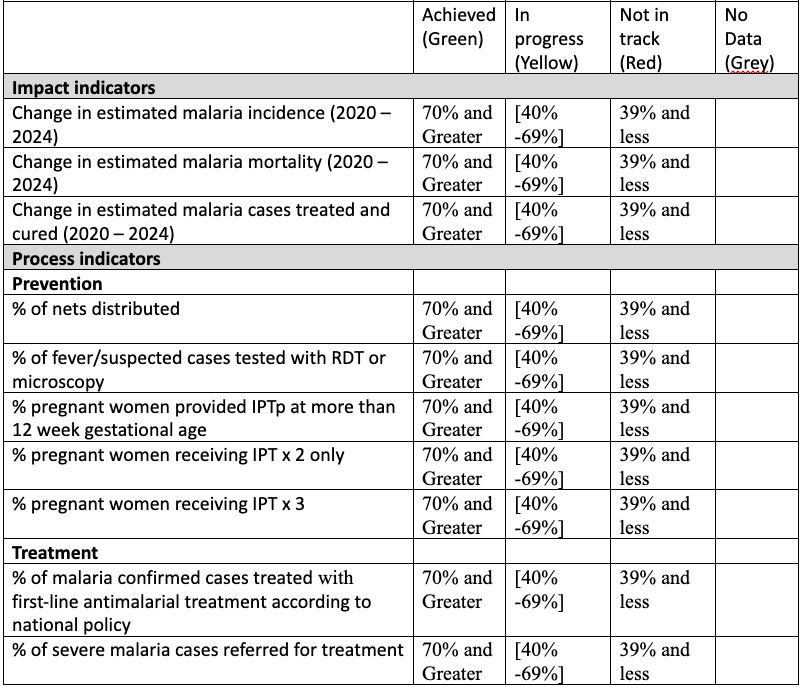 Achieved (Green) In progress (Yellow) Not in track (Red) No Data (Grey)
Impact indicators
Change in estimated malaria incidence (2020 – 2024) 70% and Greater [40% -69%] 39% and less
Change in estimated malaria mortality (2020 – 2024) 70% and Greater [40% -69%] 39% and less
Change in estimated malaria cases treated and cured (2020 – 2024) 70% and Greater [40% -69%] 39% and less
Process indicators
Prevention
% of nets distributed 70% and Greater [40% -69%] 39% and less
% of fever/suspected cases tested with RDT or microscopy 70% and Greater [40% -69%] 39% and less
% pregnant women provided IPTp at more than 12 week gestational age 70% and Greater [40% -69%] 39% and less
% pregnant women receiving IPT x 2 only 70% and Greater [40% -69%] 39% and less
% pregnant women receiving IPT x 3 70% and Greater [40% -69%] 39% and less
Treatment
% of malaria confirmed cases treated with first-line antimalarial treatment according to national policy 70% and Greater [40% -69%] 39% and less
% of severe malaria cases referred for treatment 70% and Greater [40% -69%] 39% and less